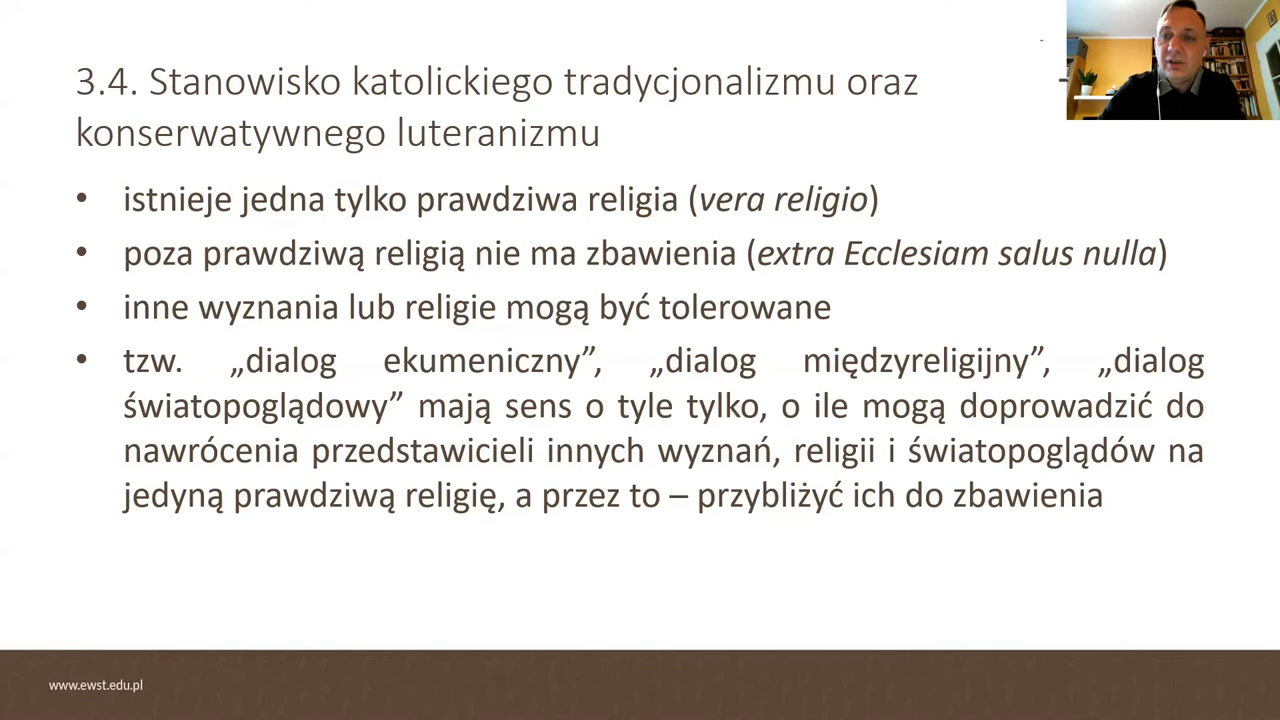 3.4. Stanowisko katolickiego tradycjonalizmu oraz
konserwatywnego luteranizmu
• istnieje jedna tylko prawdziwa religia (vera religio)
• poza prawdziwą religią nie ma zbawienia (extra Ecclesiam salus nulla)
• inne wyznania lub religie mogą być tolerowane
• tzw. „dialog ekumeniczny”, „dialog międzyreligijny”, „dialog
światopoglądowy” mają sens o tyle tylko, o ile mogą doprowadzić do
nawrócenia przedstawicieli innych wyznań, religii i światopoglądów na
jedyną prawdziwą religię, a przez to – przybliżyć ich do zbawienia
www.ewst.edu.pl